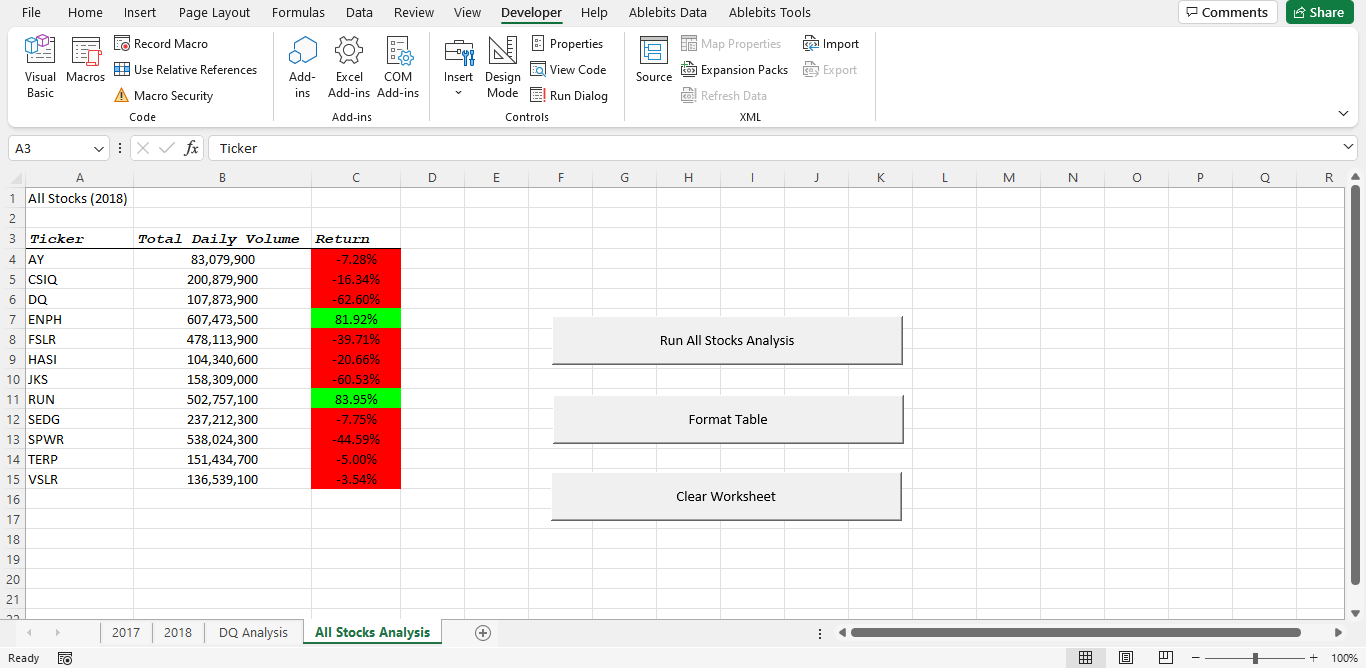 File Home Insert Page Layout Formulas Data Review View Developer Help Ablebits Data Ablebits Tools Comments Share
Visual Basic Macros Record Macro Use Relative References Macro Security
Add-ins Excel Add-ins COM Add-ins
Insert Design Mode Properties View Code Run Dialog
Source Map Properties Expansion Packs Refresh Data Import Export
Code Add-ins Controls XML
A3 fx Ticker
A B C D E F G H I J K L M N O P Q R
1 All Stocks (2018)
2
3 Ticker Total Daily Volume Return
4 AY 83,079,900 -7.28%
5 CSIQ 200,879,900 -16.34%
6 DQ 107,873,900 -62.60%
7 ENPH 607,473,500 81.92%
8 FSLR 478,113,900 -39.71%
Run All Stocks Analysis
9 HASI 104,340,600 -20.66%
10 JKS 158,309,000 -60.53%
11 RUN 502,757,100 83.95%
12 SEDG 237,212,300 -7.75%
Format Table
13 SPWR 538,024,300 -44.59%
14 TERP 151,434,700 -5.00%
15 VSLR 136,539,100 -3.54%
16
Clear Worksheet
17
18
19
20
21
22
2017 2018 DQ Analysis All Stocks Analysis
Ready 100%